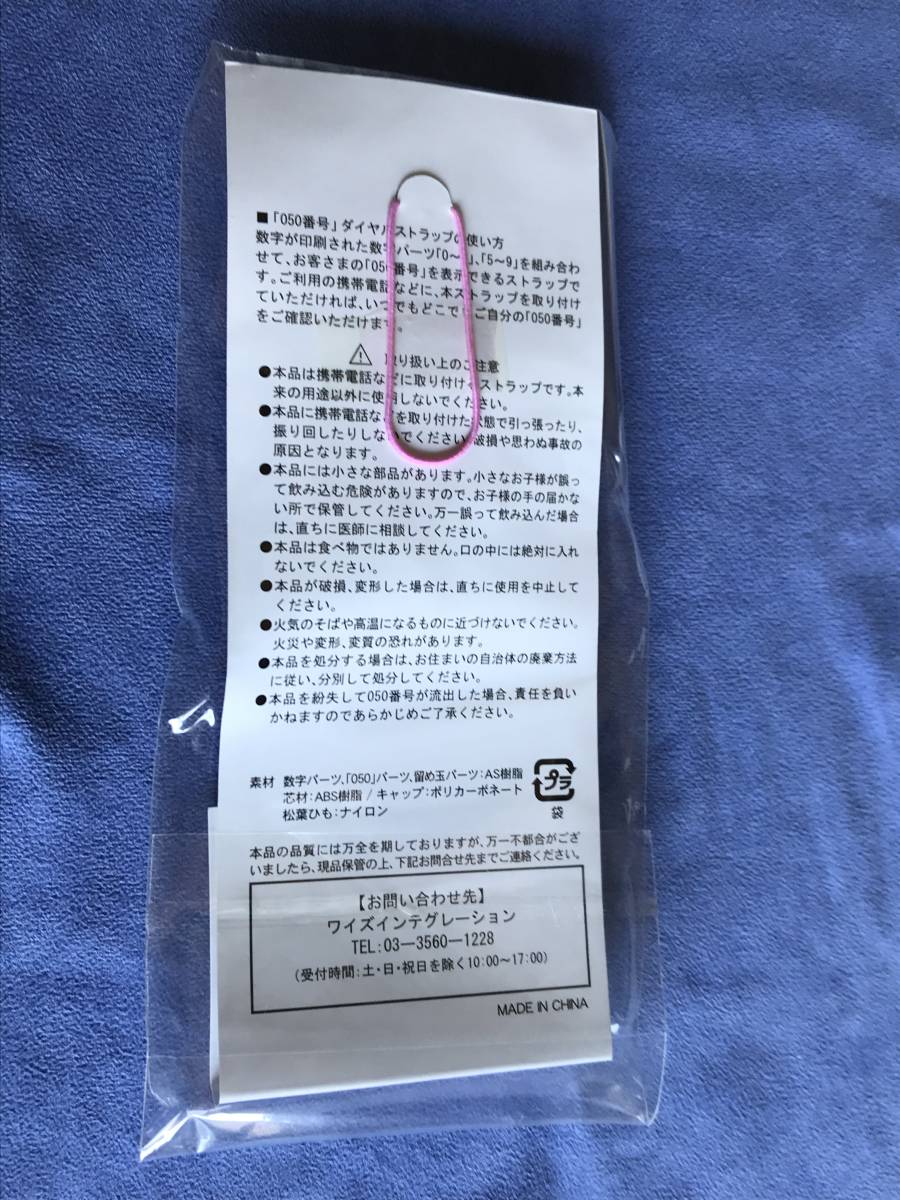 ■「050番号」ダイヤルストラップの使い方
数字が印刷された数字パーツ「0〜」、「5〜9」を組み合わ
せて、お客さまの「050番号」を表示できるストラップで
す。ご利用の携帯電話などに、本ストラップを取り付け
ていただければ、いつでもどこでもご自分の「050番号」
をご確認いただけます。
取り扱い上のご注意
●本品は携帯電話などに取り付けるストラップです。本
来の用途以外に使用しないでください。
●本品に携帯電話などを取り付けた状態で引っ張ったり、
振り回したりしないでください。破損や思わぬ事故の
原因となります。
●本品には小さな部品があります。小さなお子様が誤っ
て飲み込む危険がありますので、お子様の手の届かな
い所で保管してください。万一誤って飲み込んだ場合
は、直ちに医師に相談してください。
●本品は食べ物ではありません。口の中には絶対に入れ
ないでください。
●本品が破損、変形した場合は、直ちに使用を中止して
ください。
●火気のそばや高温になるものに近づけないでください。
火災や変形、変質の恐れがあります。
●本品を処分する場合は、お住まいの自治体の廃棄方法
に従い、分別して処分してください。
●本品を紛失して050番号が流出した場合、責任を負い
かねますのであらかじめご了承ください。
素材 数字パーツ、「050」パーツ、留め玉パーツ:AS樹脂
芯材:ABS樹脂 / キャップ:ポリカーボネート
松葉ひも:ナイロン
プラ
袋
本品の品質には万全を期しておりますが、万一不都合がござ
いましたら、現品保管の上、下記お問合せ先までご連絡ください。
【お問い合わせ先】
ワイズインテグレーション
TEL:03―3560―1228
(受付時間:土・日・祝日を除く10:00〜17:00)
MADE IN CHINA